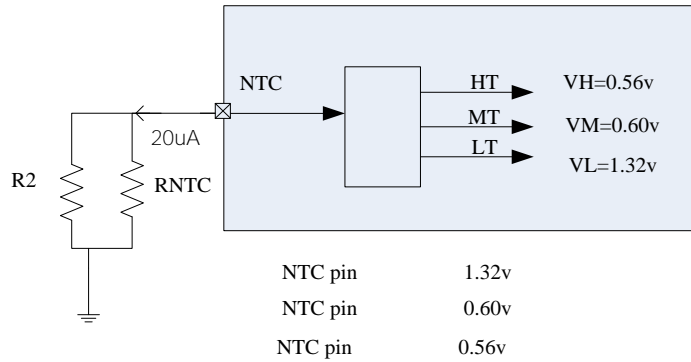 NTC
HT
VH=0.56v
20uA
MT
VM=0.60v
LT
VL=1.32v
R2
RNTC
NTC pin 1.32v
NTC pin 0.60v
NTC pin 0.56v